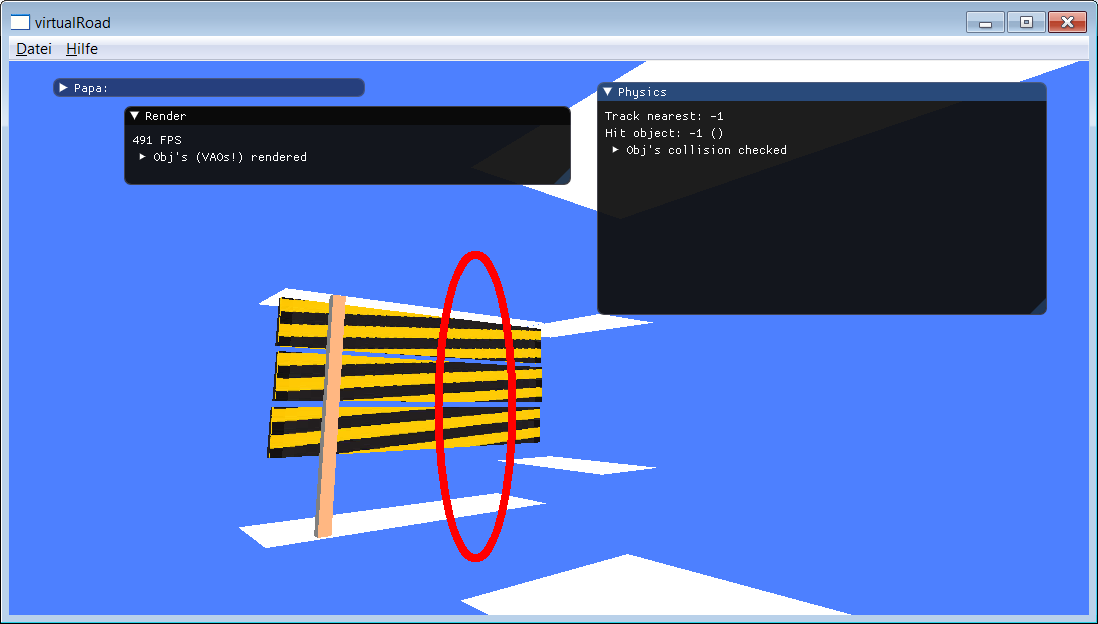 virtualRoad
Datei Hilfe
Papa:
Render
491 FPS
Obj's (VAOs!) rendered
Physics
Track nearest: -1
Hit object: -1 ()
Obj's collision checked